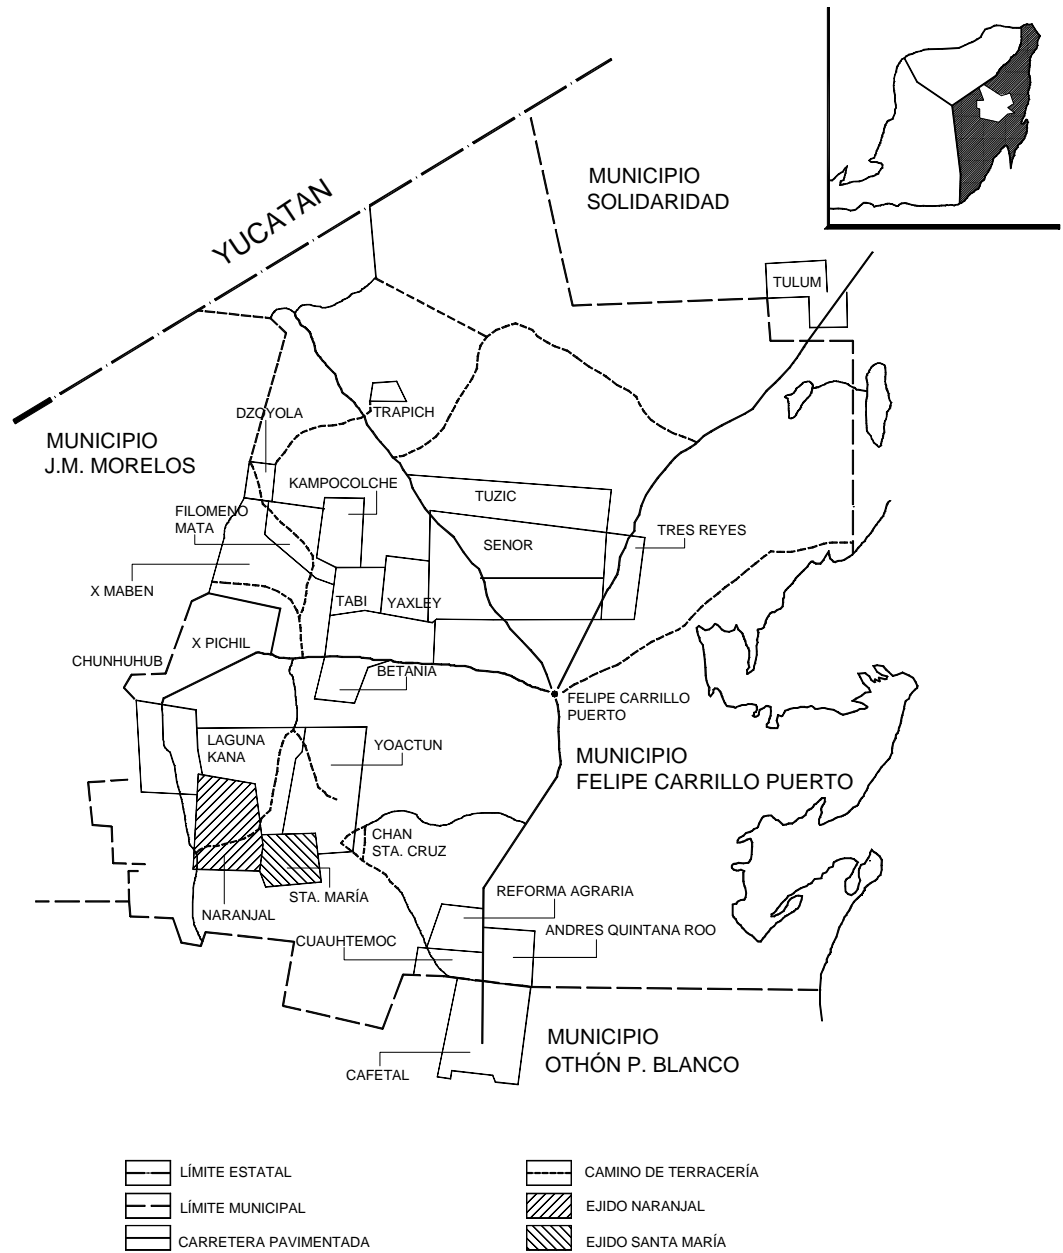 MUNICIPIO
SOLIDARIDAD
YUCATAN
TULUM
DZOYOLA
TRAPICH
MUNICIPIO
J.M. MORELOS
KAMPOCOLCHE
TUZIC
FILOMENO
MATA
TRES REYES
SENOR
X MABEN
TABI
YAXLEY
X PICHIL
CHUNHUHUB
BETANIA
FELIPE CARRILLO
PUERTO
LAGUNA
KANA
YOACTUN
MUNICIPIO
FELIPE CARRILLO PUERTO
CHAN
STA. CRUZ
REFORMA AGRARIA
STA. MARÍA
NARANJAL
ANDRES QUINTANA ROO
CUAUHTEMOC
MUNICIPIO
OTHÓN P. BLANCO
CAFETAL
LÍMITE ESTATAL
LÍMITE MUNICIPAL
CARRETERA PAVIMENTADA
CAMINO DE TERRACERÍA
EJIDO NARANJAL
EJIDO SANTA MARÍA